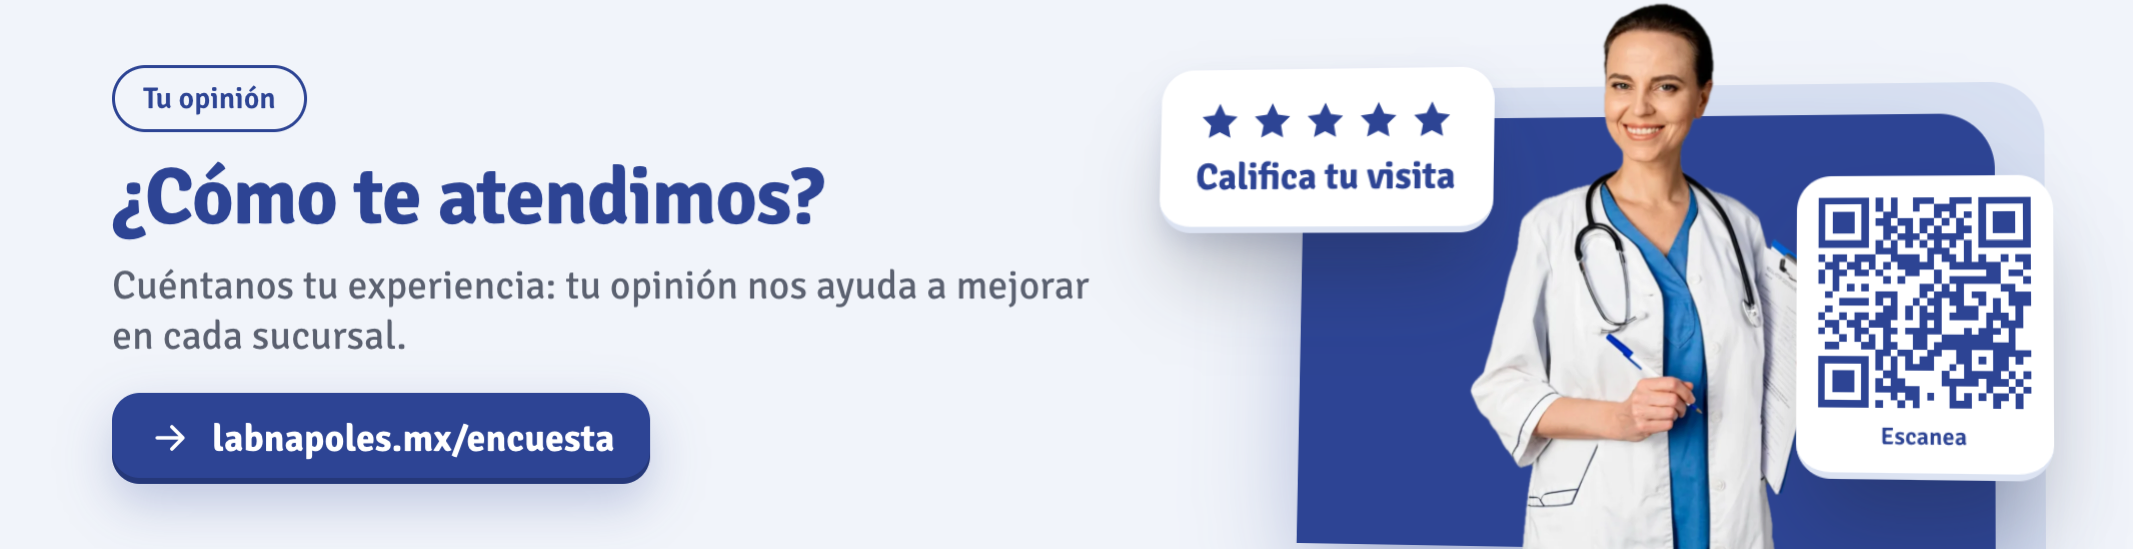 Tu opinión
¿Cómo te atendimos?
Cuéntanos tu experiencia: tu opinión nos ayuda a mejorar
en cada sucursal.
labnapoles.mx/encuesta
Califica tu visita
Escanea